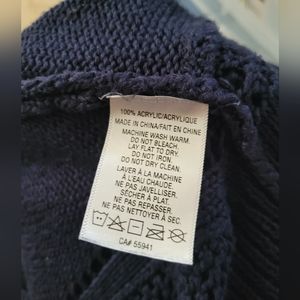 100% ACRYLIC/ACRYLIQUE
MADE IN CHINA/FAIT EN CHINE
MACHINE WASH WARM.
DO NOT BLEACH.
LAY FLAT TO DRY.
DO NOT IRON.
DO NOT DRY CLEAN.
LAVER À LA MACHINE
À L'EAU CHAUDE.
NE PAS JAVELLISER.
SÉCHER À PLAT.
NE PAS REPASSER.
NE PAS NETTOYER À SEC.
CA# 55941